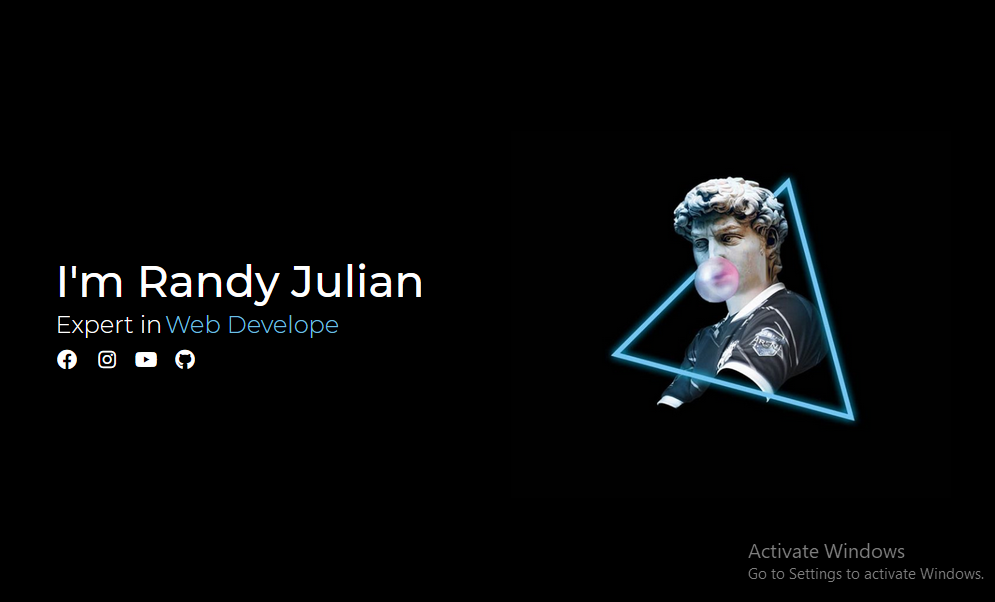 I'm Randy Julian
Expert in Web Develope
Activate Windows
Go to Settings to activate Windows.